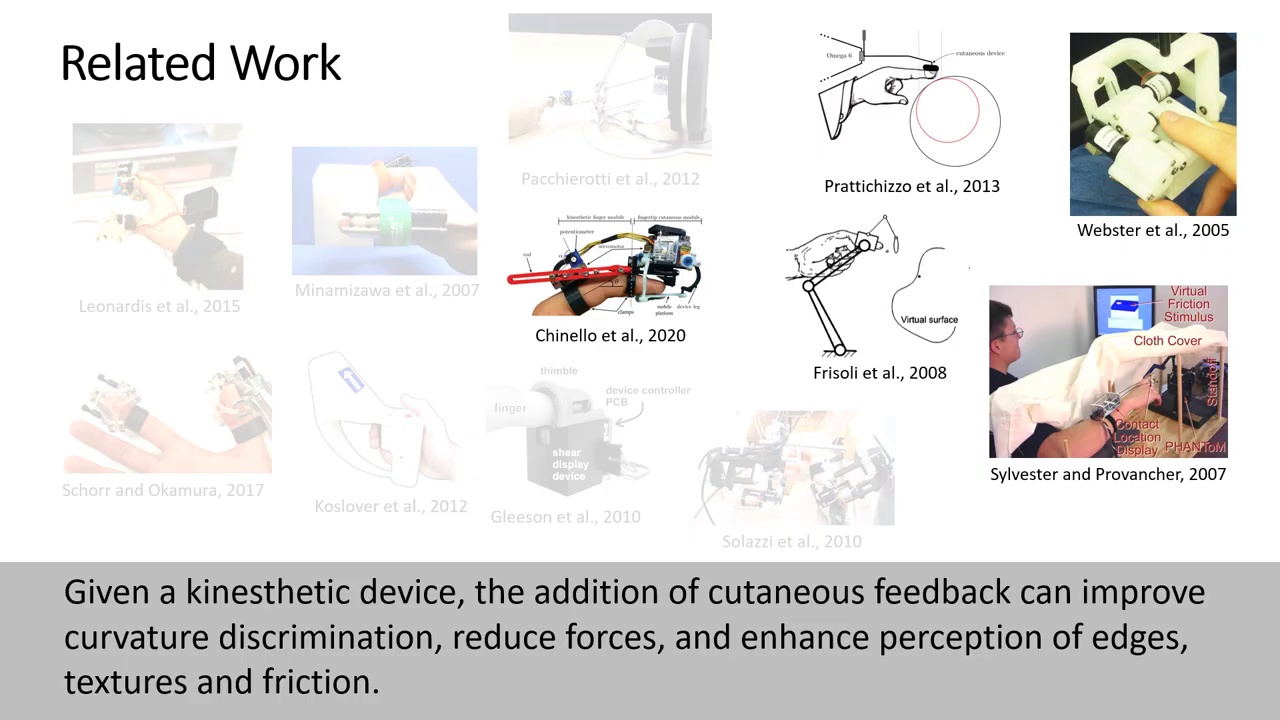 Related Work
Pacchierotti et al., 2012
Omega 6
cutaneous device
Prattichizzo et al., 2013
Webster et al., 2005
Leonardis et al., 2015
Minamizawa et al., 2007
kinesthetic finger module
fingertip cutaneous module
potentiometer
servomotor
rod
clamps
mobile
platform
device leg
Chinello et al., 2020
Virtual surface
Frisoli et al., 2008
Virtual
Friction
Stimulus
Cloth Cover
Standoff
Contact
Location
Display
PHANToM
Sylvester and Provancher, 2007
Schorr and Okamura, 2017
Koslover et al., 2012
thimble
finger
device controller
PCB
shear
display
device
Gleeson et al., 2010
Solazzi et al., 2010
Given a kinesthetic device, the addition of cutaneous feedback can improve
curvature discrimination, reduce forces, and enhance perception of edges,
textures and friction.